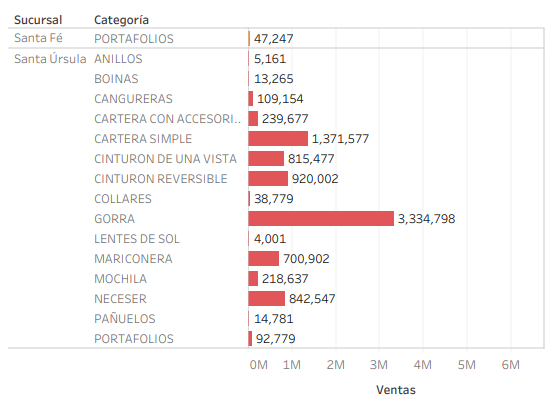 Sucursal Categoría
Santa Fé PORTAFOLIOS 47,247
Santa Úrsula ANILLOS 5,161
BOINAS 13,265
CANGURERAS 109,154
CARTERA CON ACCESORI.. 239,677
CARTERA SIMPLE 1,371,577
CINTURON DE UNA VISTA 815,477
CINTURON REVERSIBLE 920,002
COLLARES 38,779
GORRA 3,334,798
LENTES DE SOL 4,001
MARICONERA 700,902
MOCHILA 218,637
NECESER 842,547
PAÑUELOS 14,781
PORTAFOLIOS 92,779
0M 1M 2M 3M 4M 5M 6M
Ventas